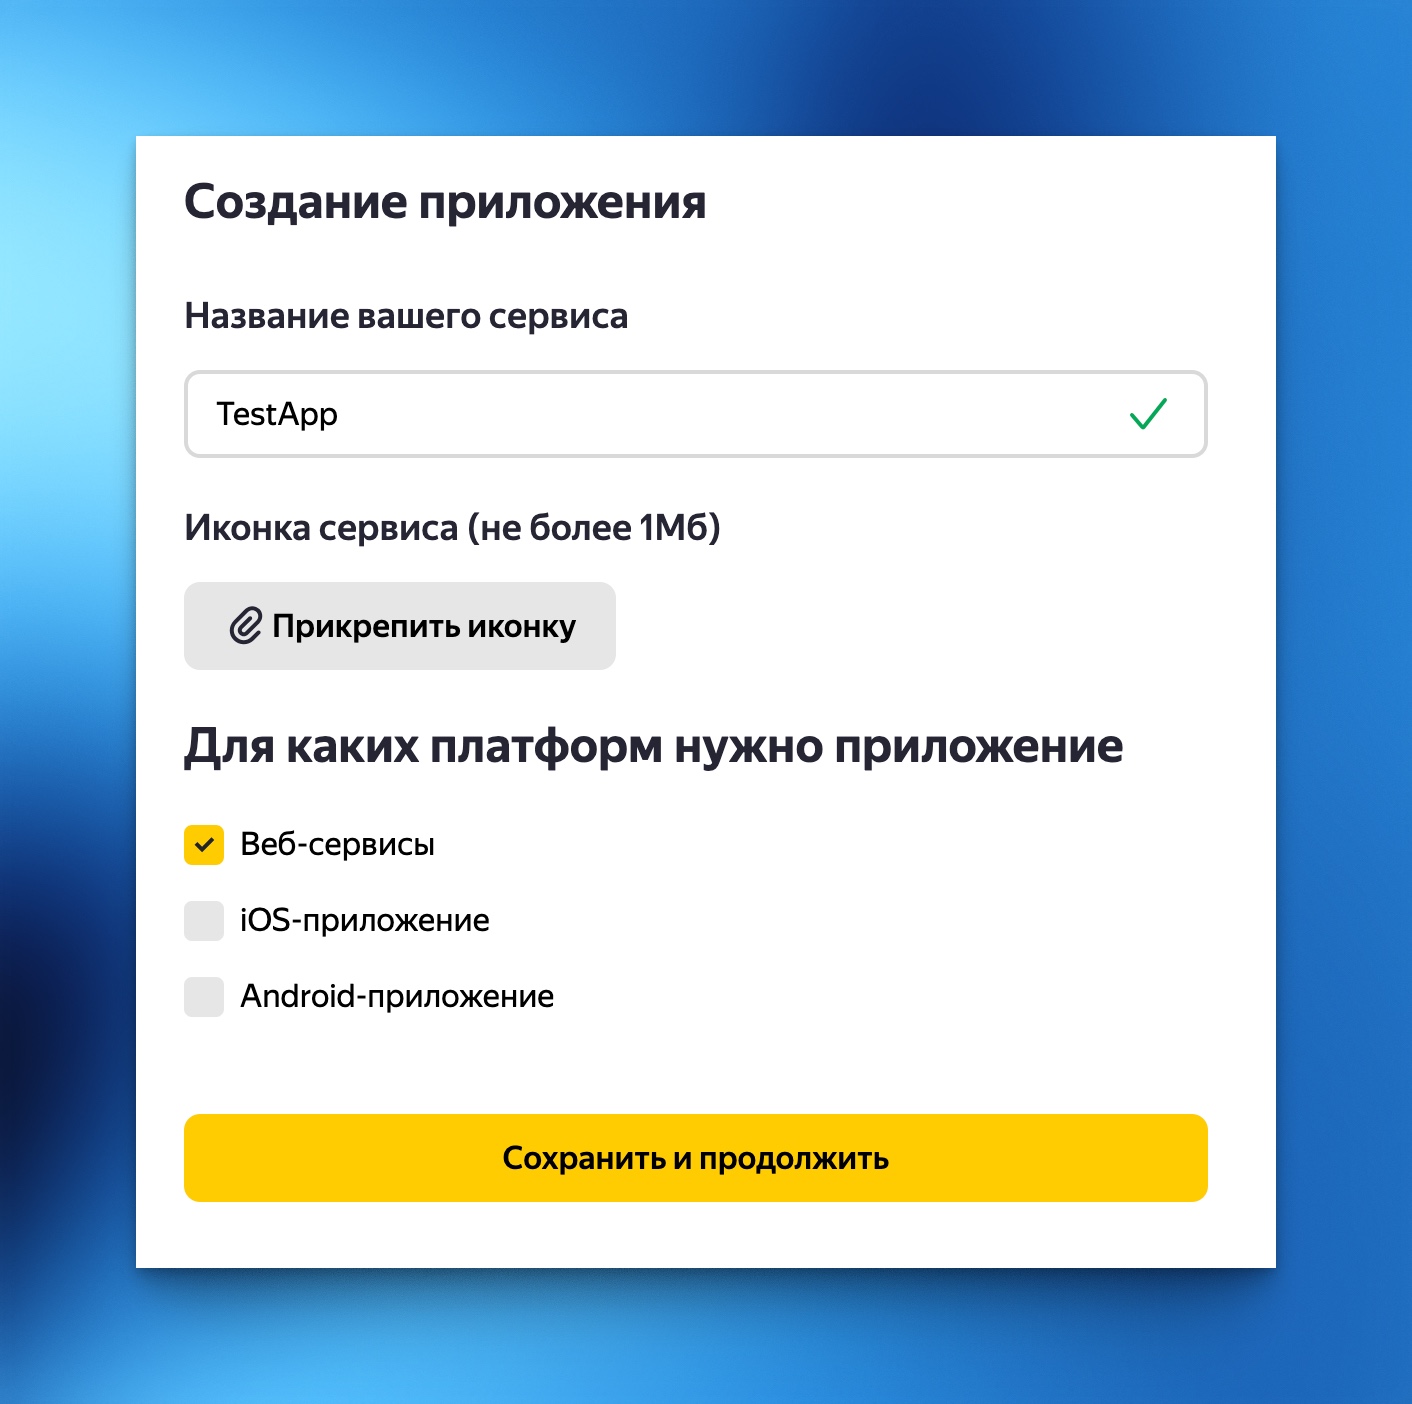 Создание приложения
Название вашего сервиса
TestApp
Иконка сервиса (не более 1Мб)
Прикрепить иконку
Для каких платформ нужно приложение
Веб-сервисы
iOS-приложение
Android-приложение
Сохранить и продолжить